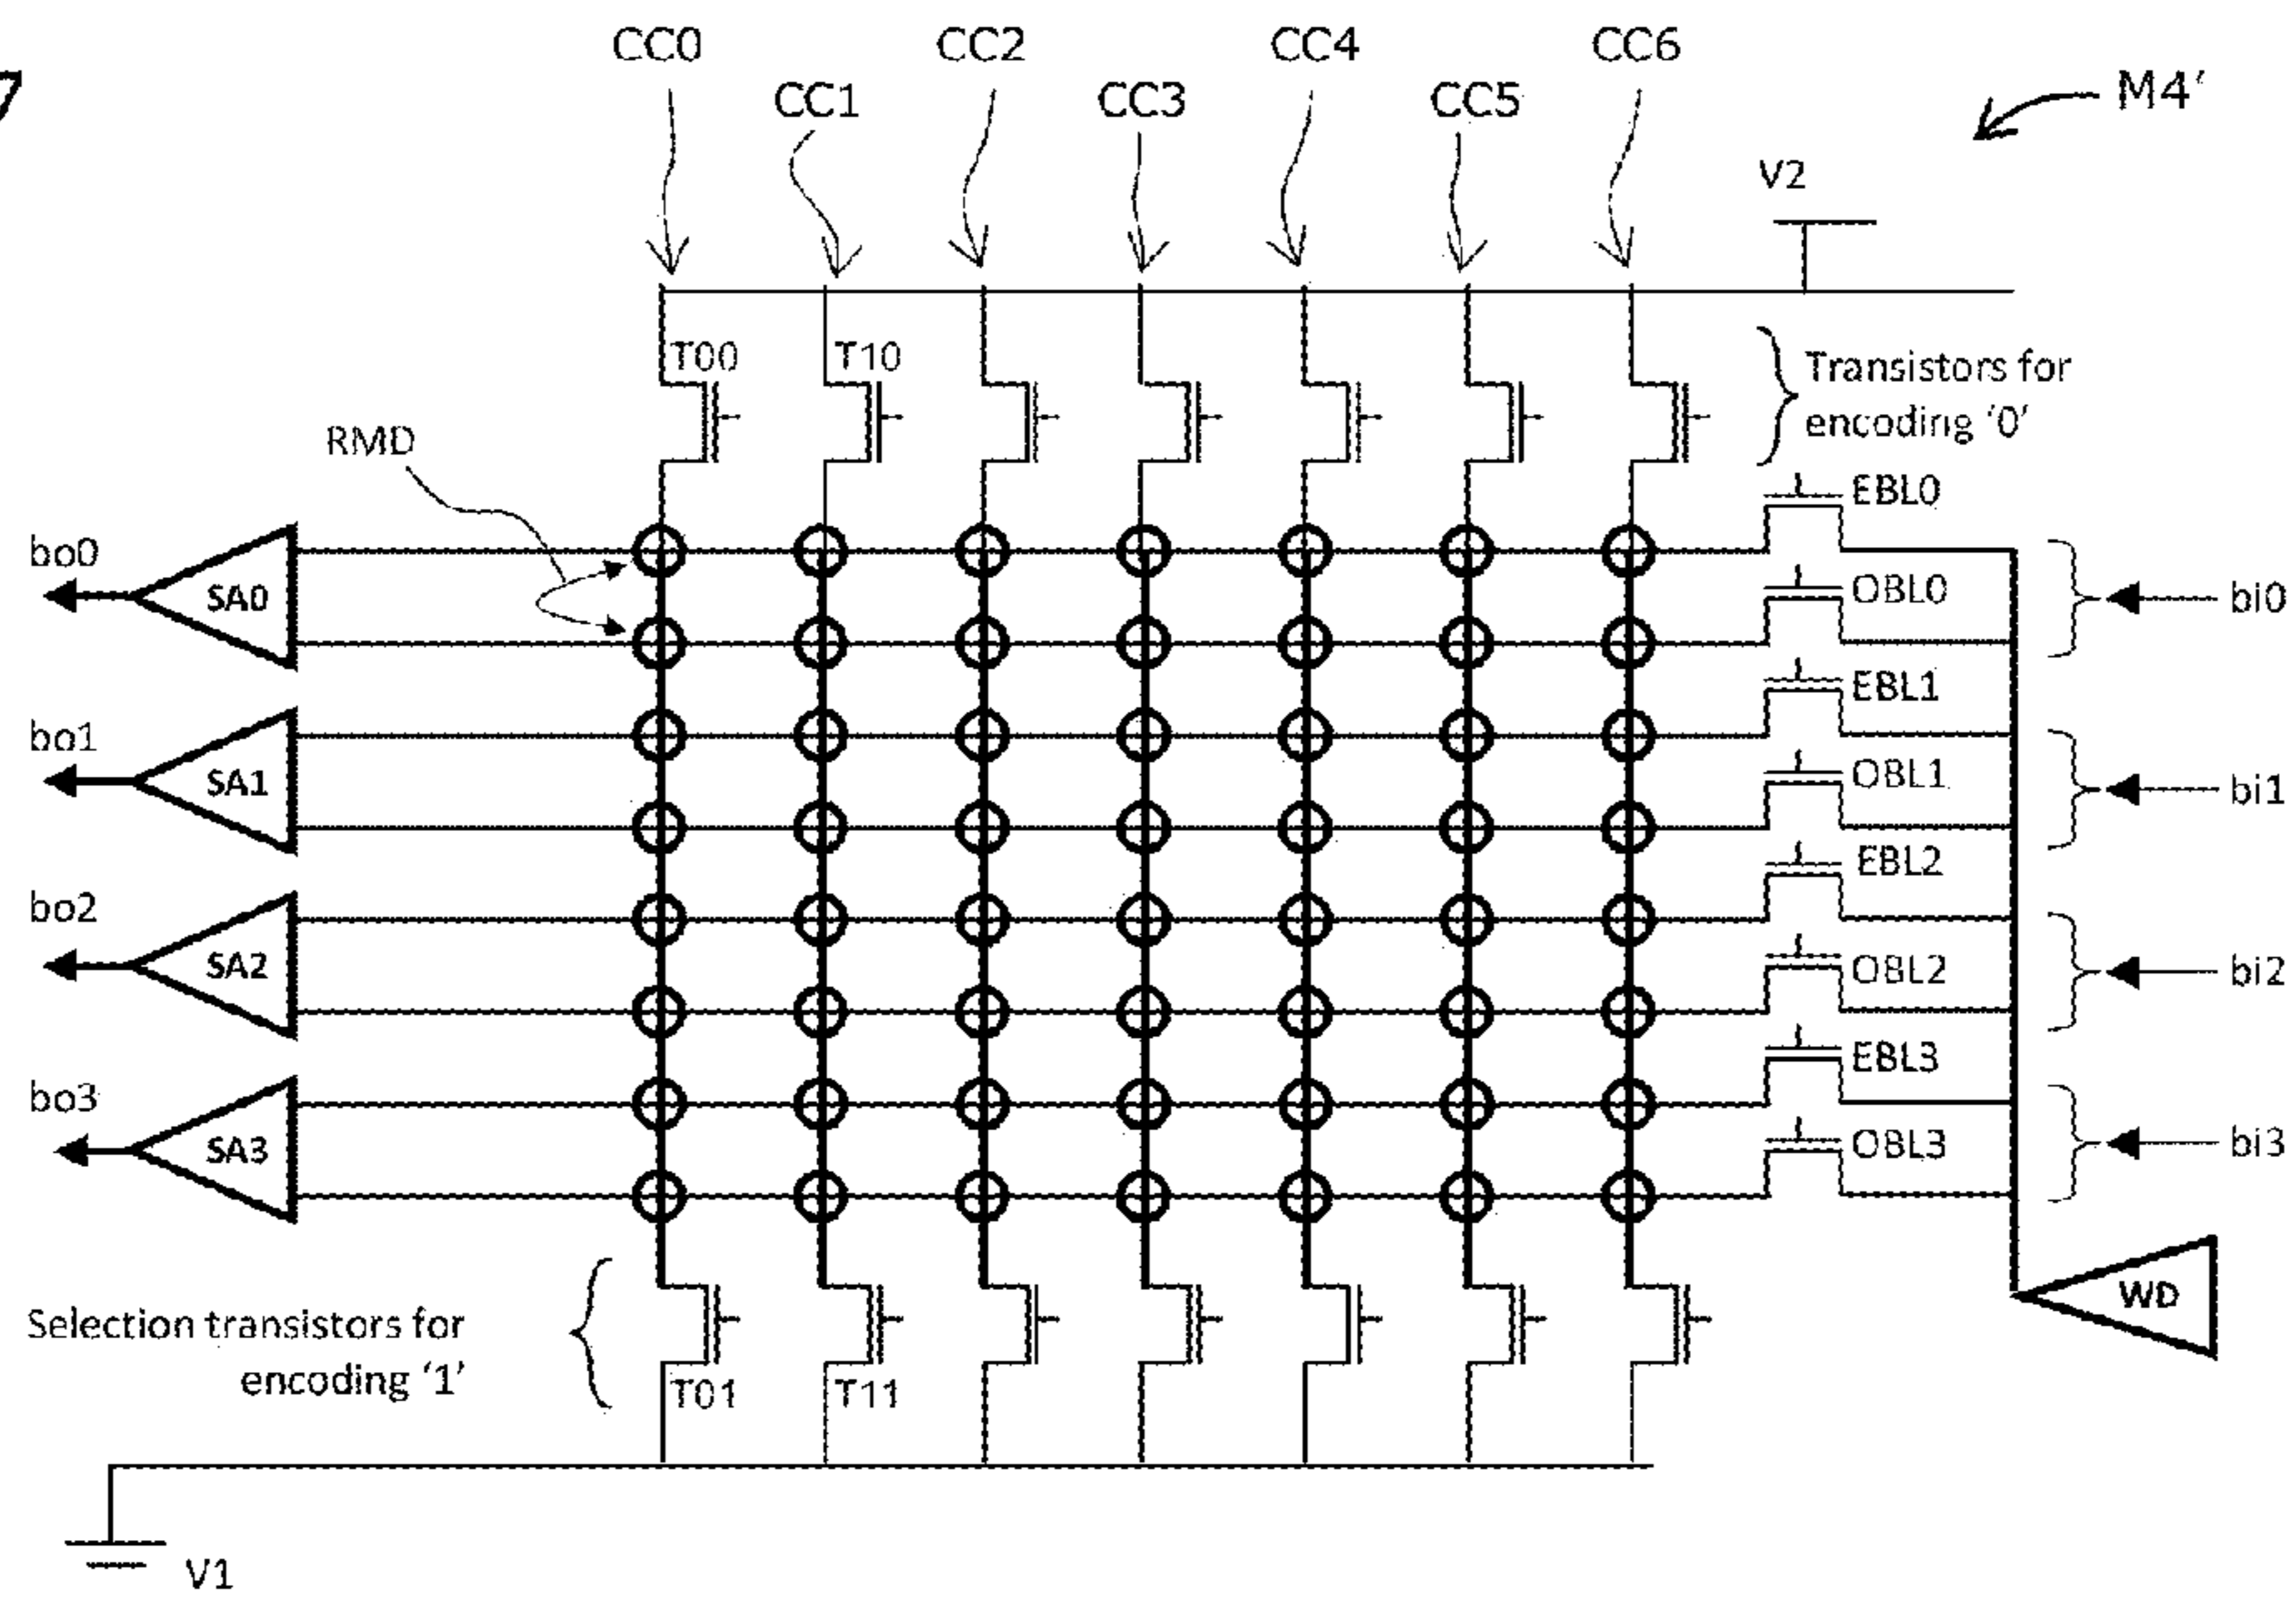 7
CC0
CC2
CC4
CC6
CC1
CC3
CC5
M4'
V2
T00
T10
Transistors for
encoding '0'
RMD
EBL0
bo0
SA0
OBL0
bi0
EBL1
bo1
SA1
OBL1
bi1
EBL2
bo2
SA2
OBL2
bi2
EBL3
bo3
SA3
OBL3
bi3
WD
Selection transistors for
encoding '1'
T01
T11
V1